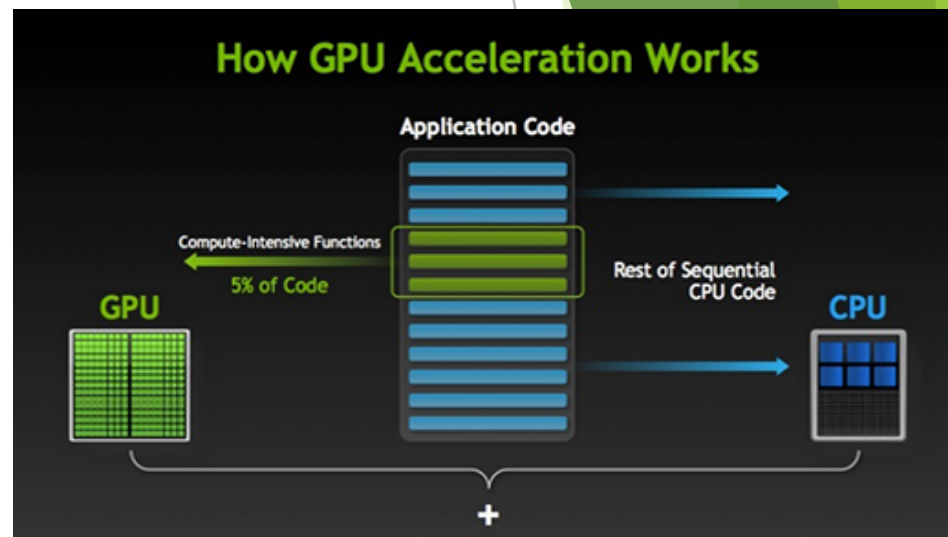 How GPU Acceleration Works
Application Code
Compute-Intensive Functions
5% of Code
Rest of Sequential
CPU Code
GPU
CPU
+